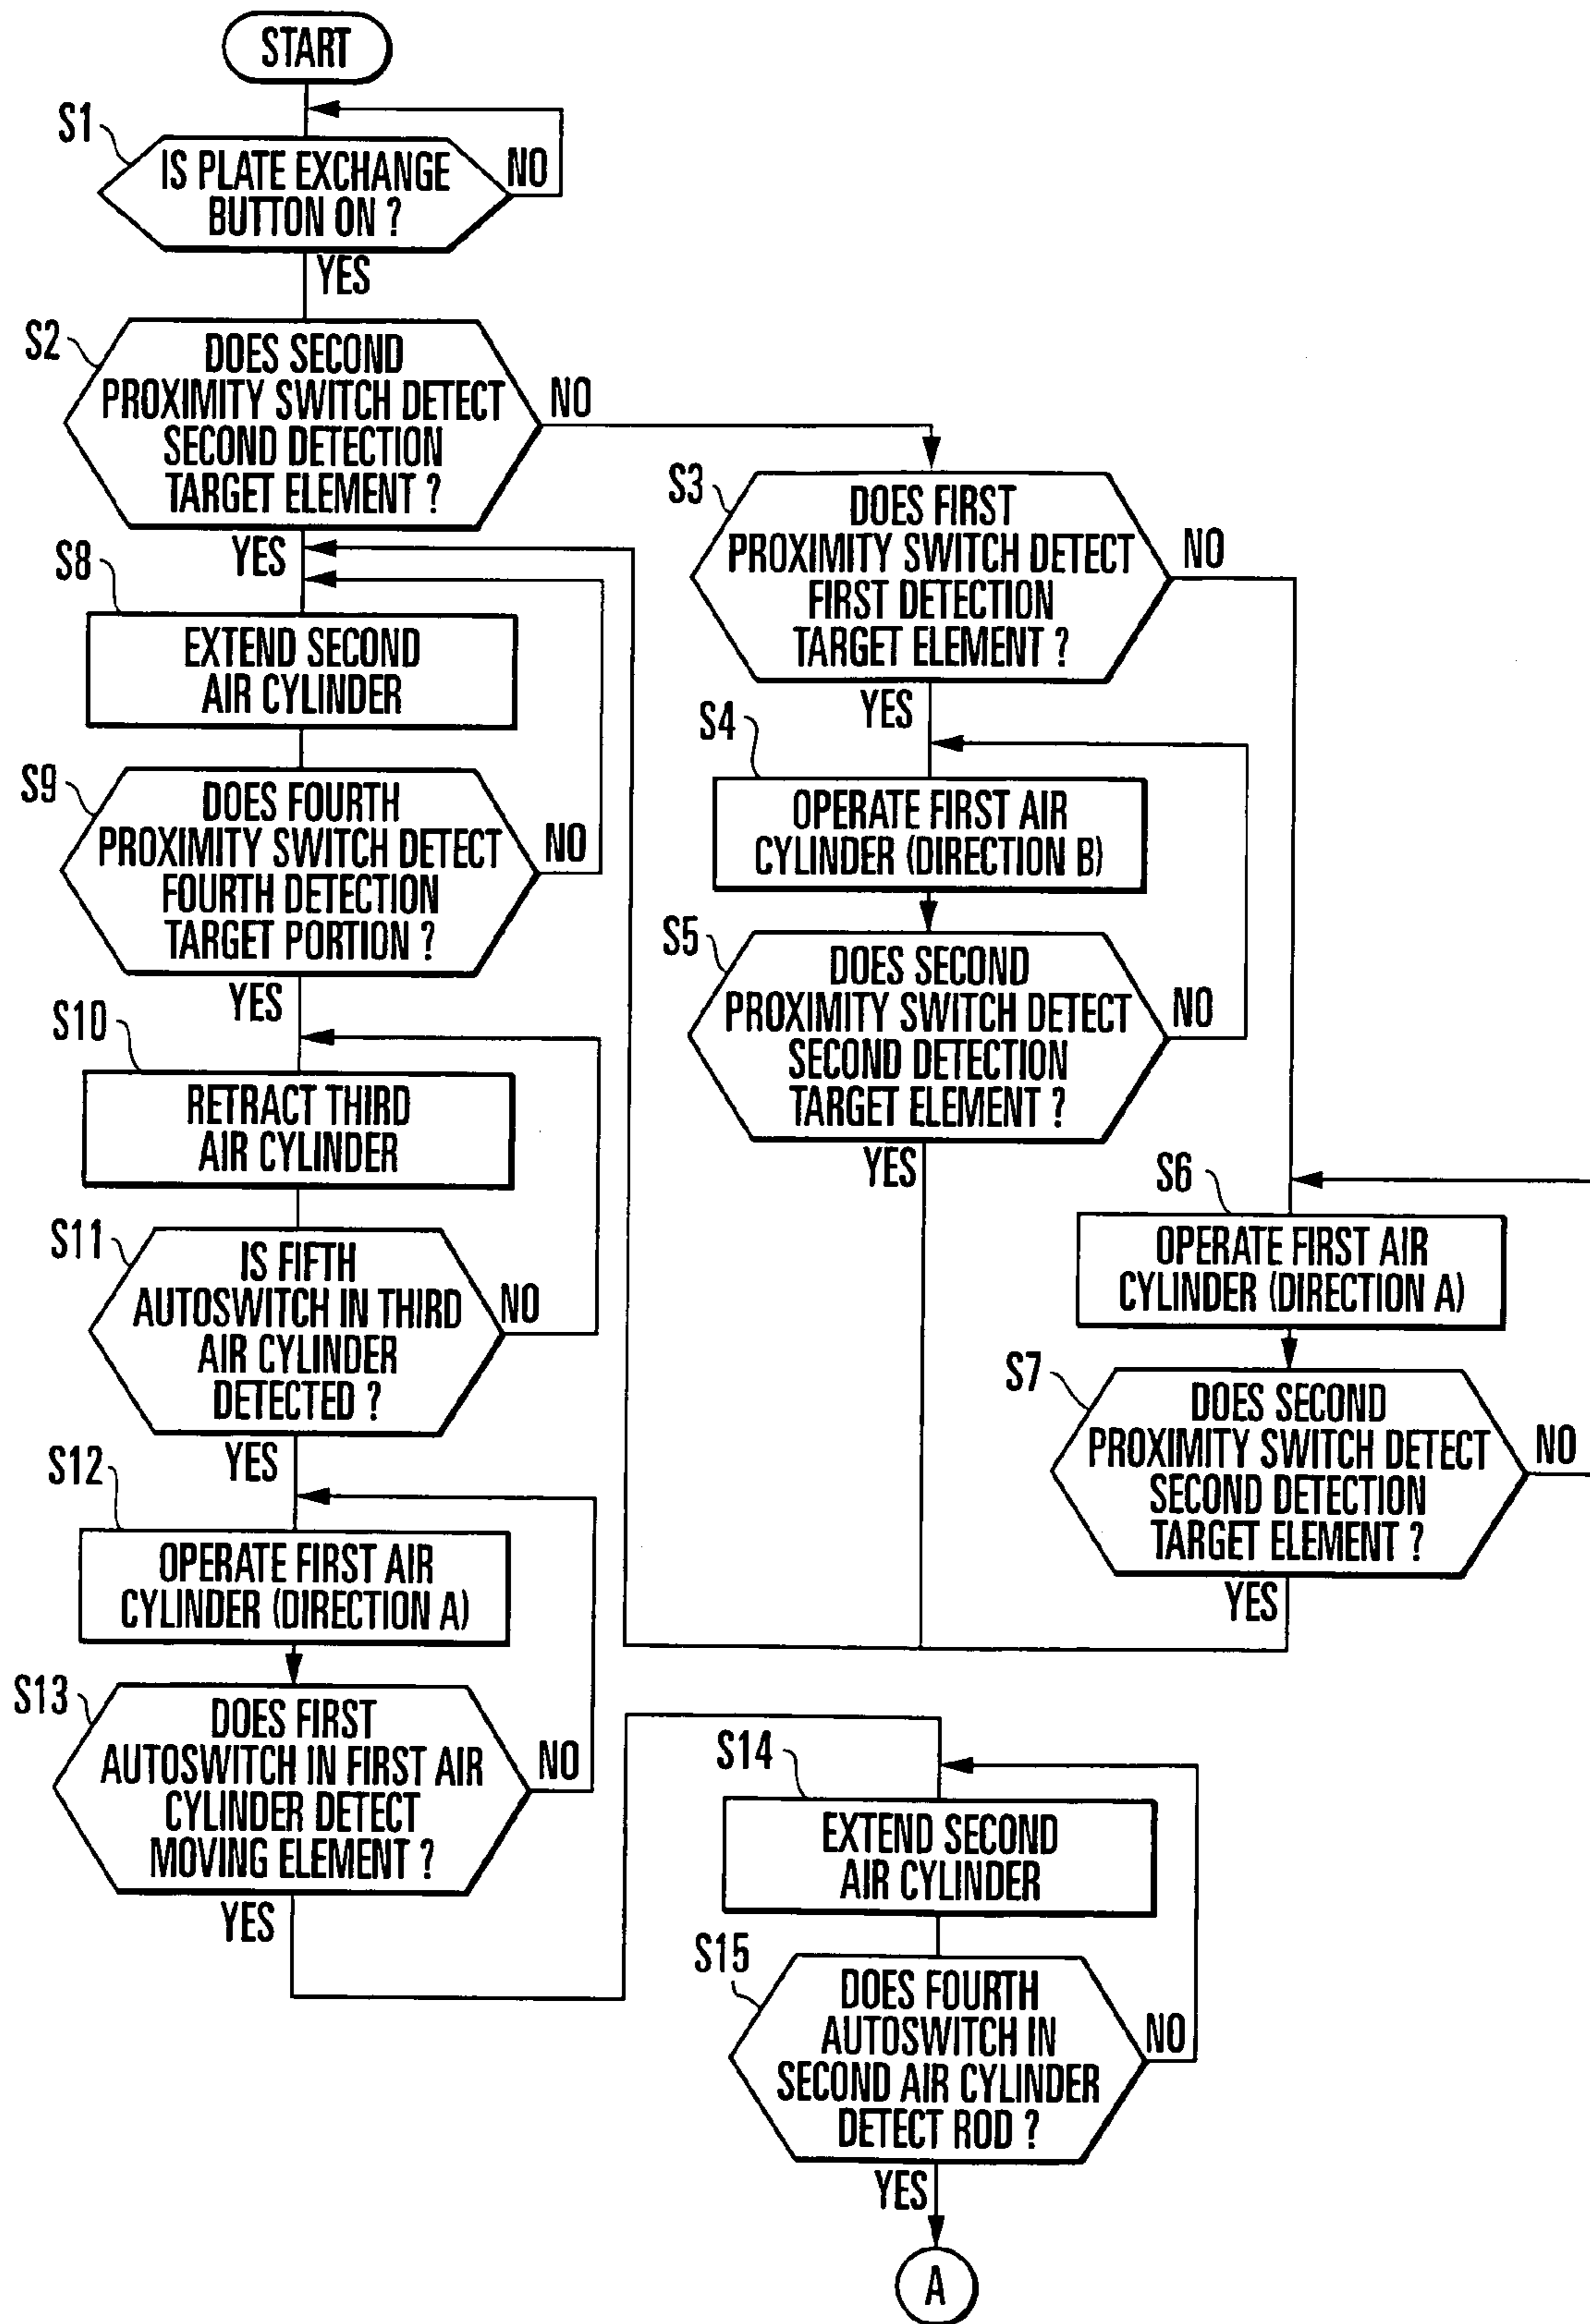 START
S1
IS PLATE EXCHANGE
BUTTON ON ?
NO
YES
S2
DOES SECOND
PROXIMITY SWITCH DETECT
SECOND DETECTION
TARGET ELEMENT ?
NO
YES
S3
DOES FIRST
PROXIMITY SWITCH DETECT
FIRST DETECTION
TARGET ELEMENT ?
NO
YES
S4
OPERATE FIRST AIR
CYLINDER (DIRECTION B)
S5
DOES SECOND
PROXIMITY SWITCH DETECT
SECOND DETECTION
TARGET ELEMENT ?
NO
YES
S6
OPERATE FIRST AIR
CYLINDER (DIRECTION A)
S7
DOES SECOND
PROXIMITY SWITCH DETECT
SECOND DETECTION
TARGET ELEMENT ?
NO
YES
S8
EXTEND SECOND
AIR CYLINDER
S9
DOES FOURTH
PROXIMITY SWITCH DETECT
FOURTH DETECTION
TARGET PORTION ?
NO
YES
S10
RETRACT THIRD
AIR CYLINDER
S11
IS FIFTH
AUTOSWITCH IN THIRD
AIR CYLINDER
DETECTED ?
NO
YES
S12
OPERATE FIRST AIR
CYLINDER (DIRECTION A)
S13
DOES FIRST
AUTOSWITCH IN FIRST AIR
CYLINDER DETECT
MOVING ELEMENT ?
NO
YES
S14
EXTEND SECOND
AIR CYLINDER
S15
DOES FOURTH
AUTOSWITCH IN
SECOND AIR CYLINDER
DETECT ROD ?
NO
YES
A